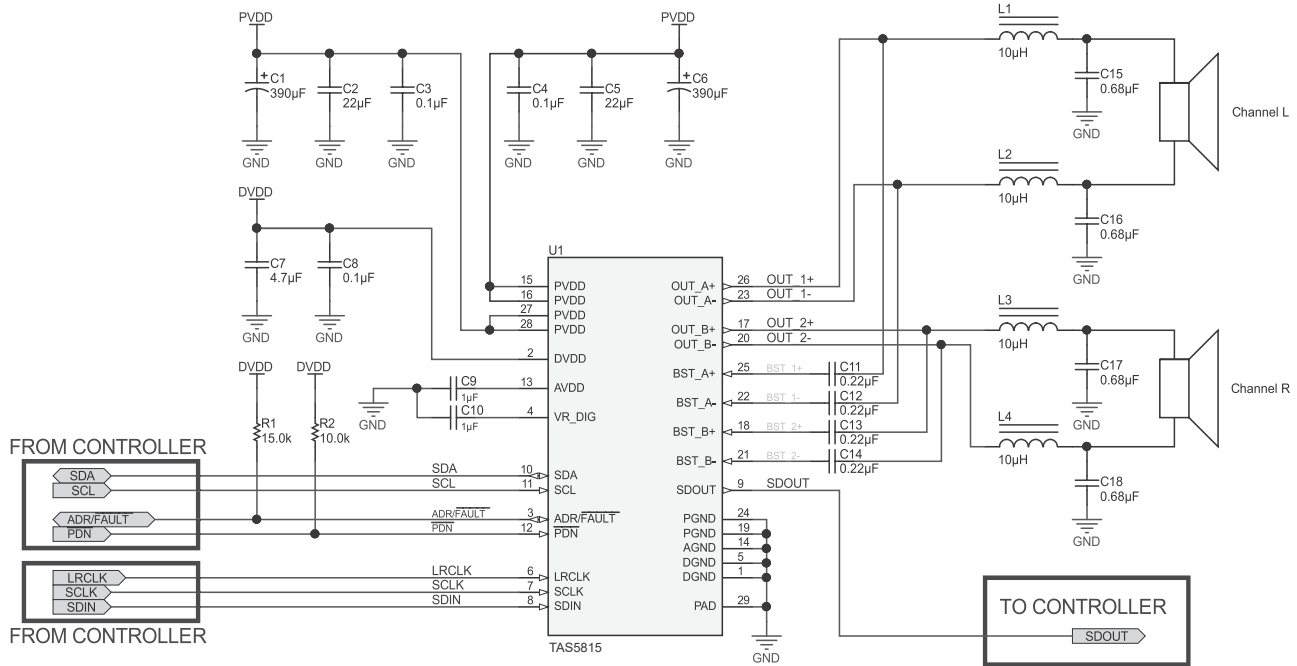 PVDD
C1
390µF
C2
22µF
C3
0.1µF
GND
GND
GND
PVDD
C4
0.1µF
C5
22µF
C6
390µF
GND
GND
GND
L1
10µH
C15
0.68µF
GND
Channel L
L2
10µH
C16
0.68µF
GND
DVDD
C7
4.7µF
C8
0.1µF
GND
GND
DVDD
DVDD
R1
15.0k
R2
10.0k
GND
C9
1µF
C10
1µF
U1
15 PVDD
16 PVDD
27 PVDD
28 PVDD
2 DVDD
13 AVDD
4 VR_DIG
10 SDA
11 SCL
3 ADR/FAULT
12 PDN
6 LRCLK
7 SCLK
8 SDIN
OUT_A+ 26 OUT_1+
OUT_A- 23 OUT_1-
OUT_B+ 17 OUT_2+
OUT_B- 20 OUT_2-
BST_A+ 25 BST_1+
BST_A- 22 BST_1-
BST_B+ 18 BST_2+
BST_B- 21 BST_2-
SDOUT 9 SDOUT
PGND 24
PGND 19
AGND 14
DGND 5
DGND 1
PAD 29
GND
TAS5815
C11
0.22µF
C12
0.22µF
C13
0.22µF
C14
0.22µF
L3
10µH
C17
0.68µF
GND
Channel R
L4
10µH
C18
0.68µF
GND
FROM CONTROLLER
SDA
SCL
ADR/FAULT
PDN
SDA
SCL
ADR/FAULT
PDN
LRCLK
SCLK
SDIN
LRCLK
SCLK
SDIN
FROM CONTROLLER
TO CONTROLLER
SDOUT